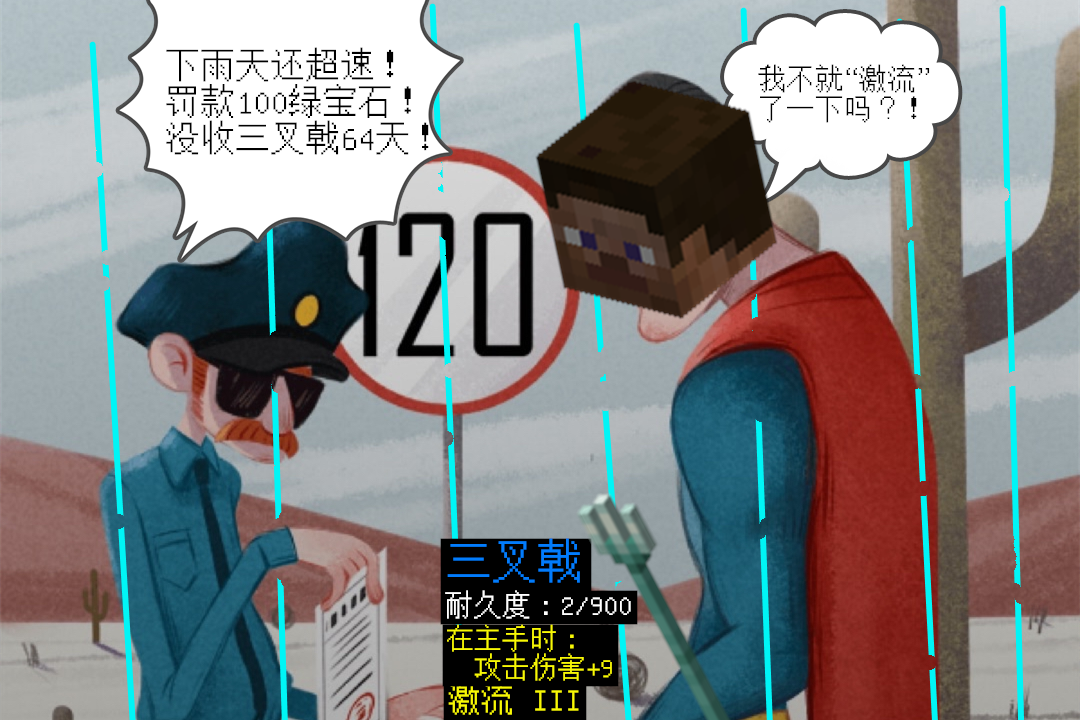 下雨天还超速！
罚款100绿宝石！
没收三叉戟64天！
我不就“激流”
了一下吗？！
120
三叉戟
耐久度：2/900
在主手时：
攻击伤害+9
激流 III